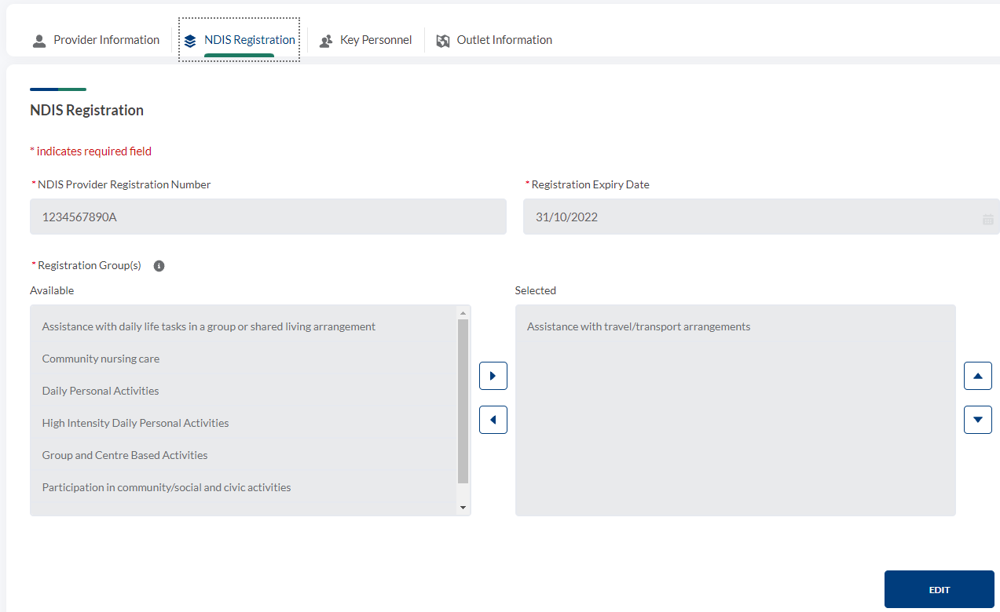 Provider Information
NDIS Registration
Key Personnel
Outlet Information
NDIS Registration
* indicates required field
* NDIS Provider Registration Number
* Registration Expiry Date
1234567890A
31/10/2022
* Registration Group(s)
Available
Selected
Assistance with daily life tasks in a group or shared living arrangement
Assistance with travel/transport arrangements
Community nursing care
Daily Personal Activities
High Intensity Daily Personal Activities
Group and Centre Based Activities
Participation in community/social and civic activities
EDIT